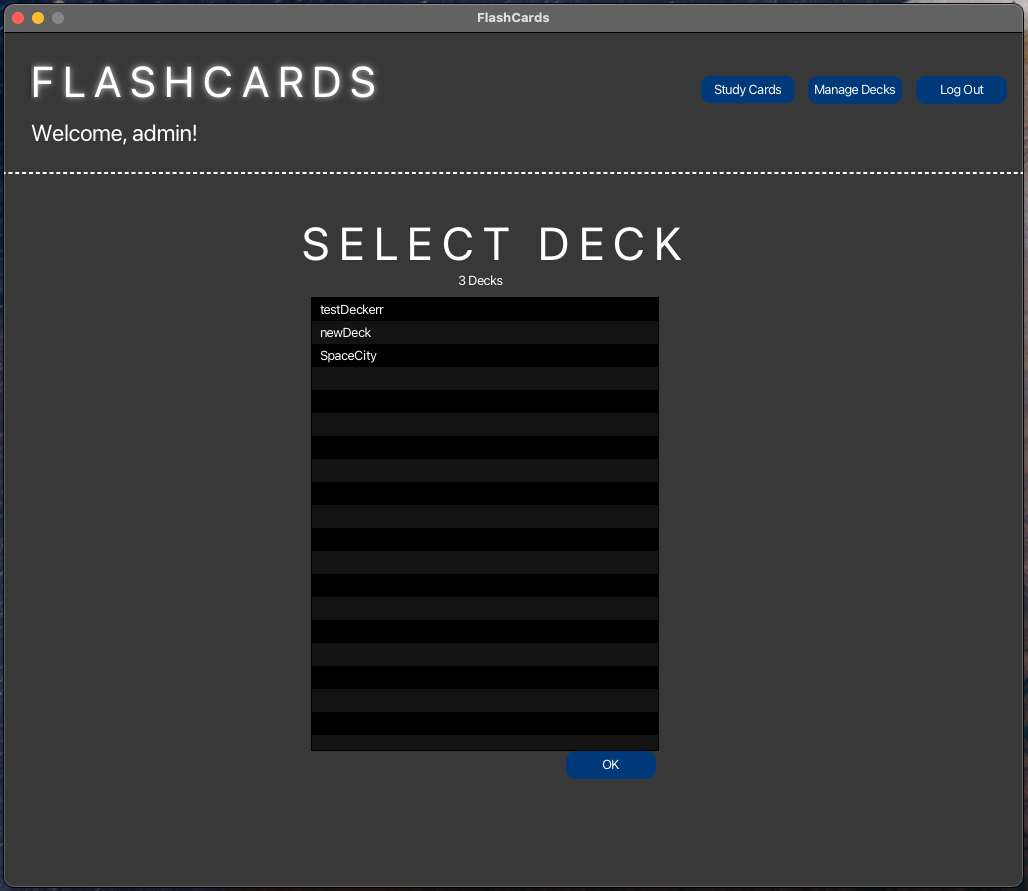 FlashCards
FLASHCARDS
Study Cards Manage Decks Log Out
Welcome, admin!
SELECT DECK
3 Decks
testDeckerr
newDeck
SpaceCity
OK